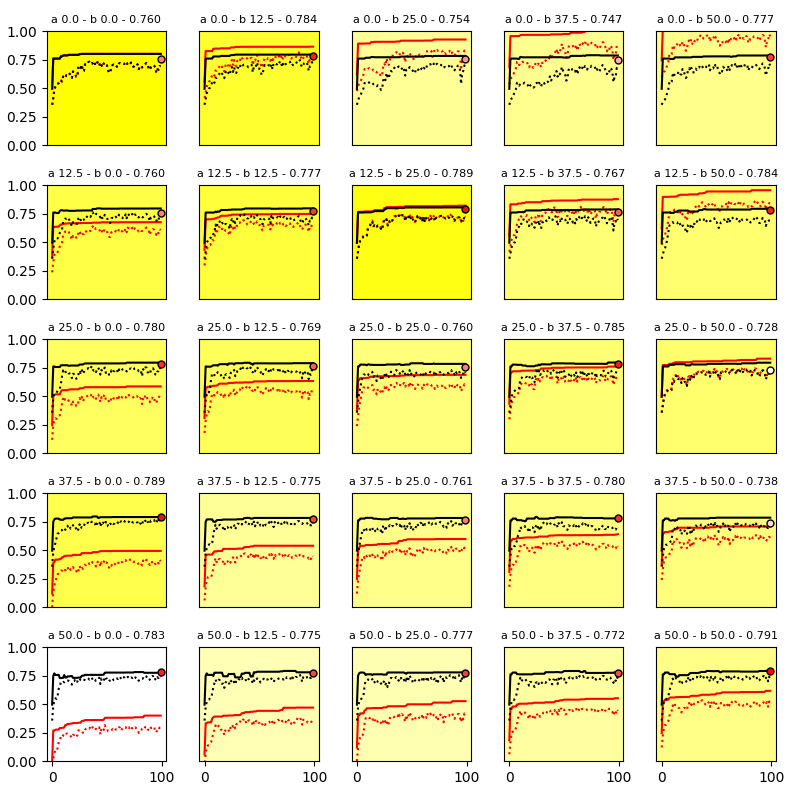 a 0.0 - b 0.0 - 0.760
a 0.0 - b 12.5 - 0.784
a 0.0 - b 25.0 - 0.754
a 0.0 - b 37.5 - 0.747
a 0.0 - b 50.0 - 0.777
1.00
0.75
0.50
0.25
0.00
a 12.5 - b 0.0 - 0.760
a 12.5 - b 12.5 - 0.777
a 12.5 - b 25.0 - 0.789
a 12.5 - b 37.5 - 0.767
a 12.5 - b 50.0 - 0.784
1.00
0.75
0.50
0.25
0.00
a 25.0 - b 0.0 - 0.780
a 25.0 - b 12.5 - 0.769
a 25.0 - b 25.0 - 0.760
a 25.0 - b 37.5 - 0.785
a 25.0 - b 50.0 - 0.728
1.00
0.75
0.50
0.25
0.00
a 37.5 - b 0.0 - 0.789
a 37.5 - b 12.5 - 0.775
a 37.5 - b 25.0 - 0.761
a 37.5 - b 37.5 - 0.780
a 37.5 - b 50.0 - 0.738
1.00
0.75
0.50
0.25
0.00
a 50.0 - b 0.0 - 0.783
a 50.0 - b 12.5 - 0.775
a 50.0 - b 25.0 - 0.777
a 50.0 - b 37.5 - 0.772
a 50.0 - b 50.0 - 0.791
1.00
0.75
0.50
0.25
0.00
0 100
0 100
0 100
0 100
0 100